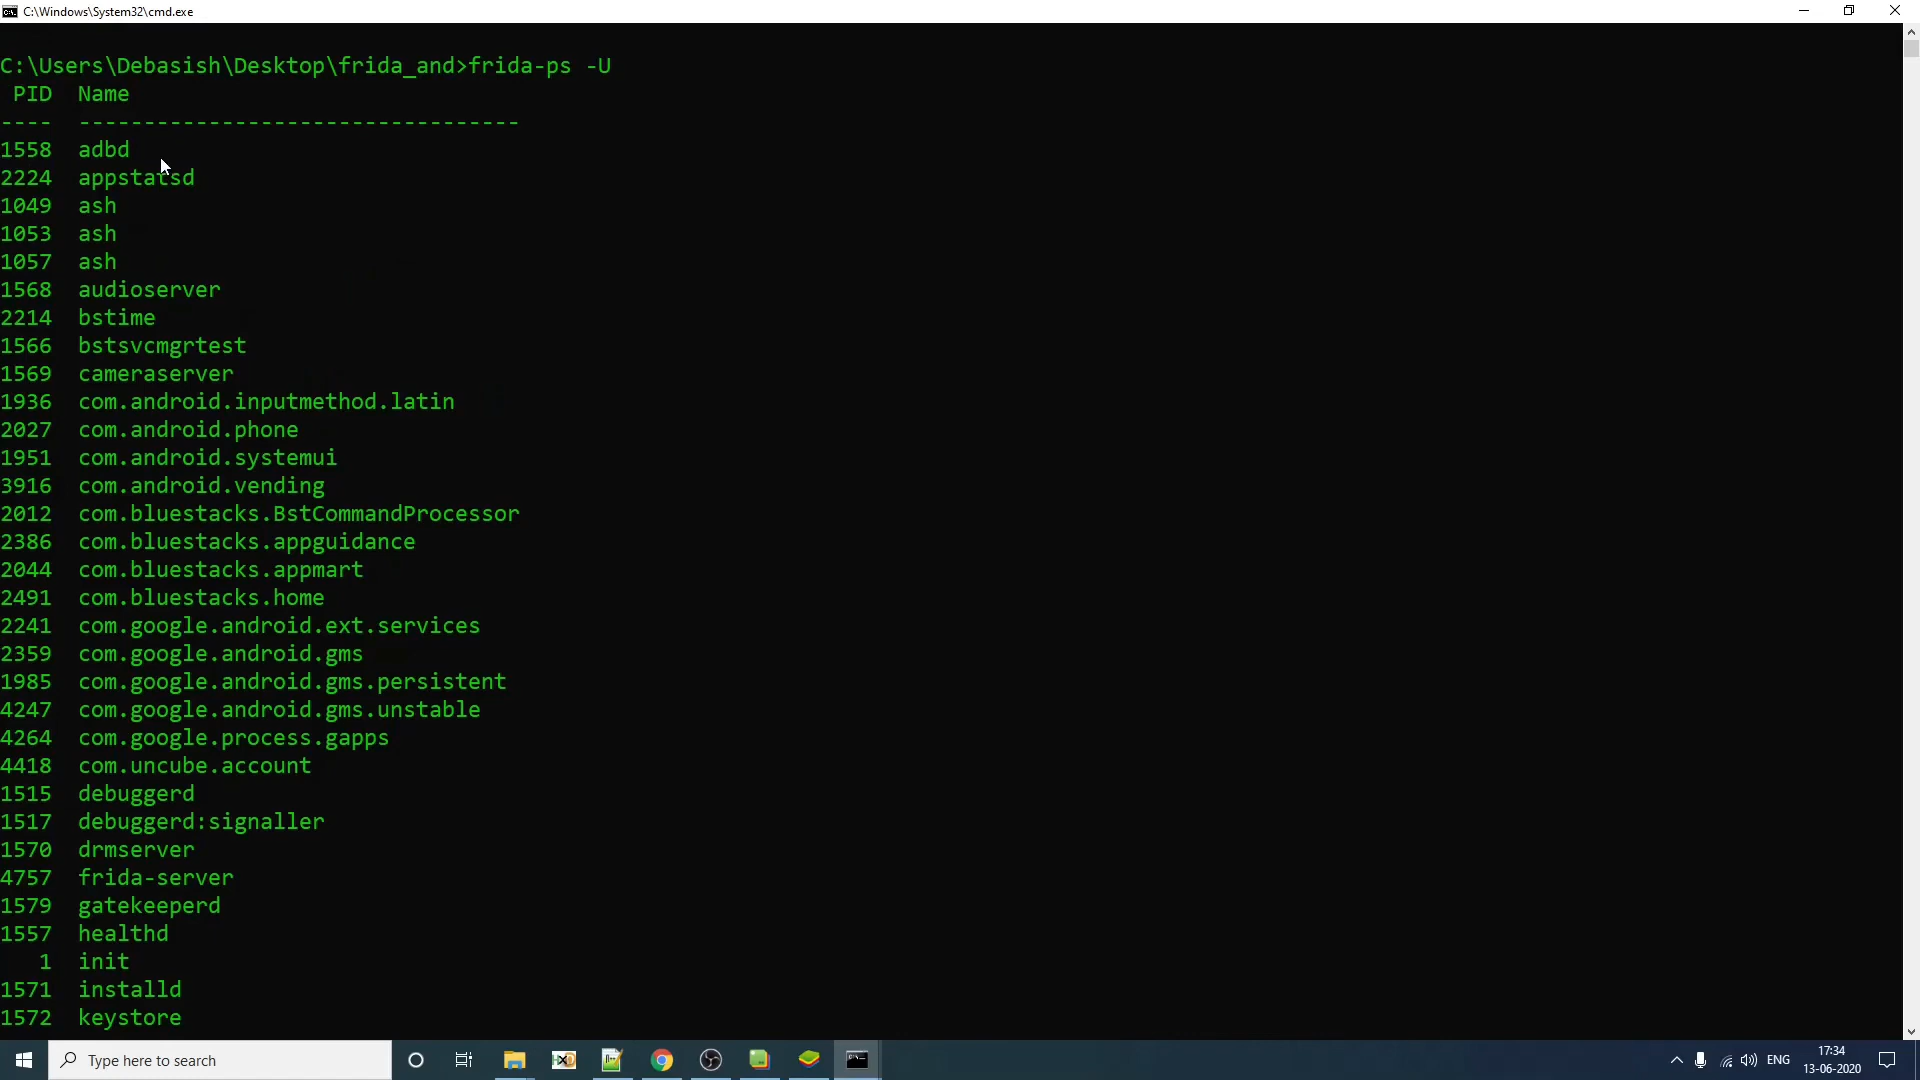 C:\Windows\System32\cmd.exe
C:\Users\Debasish\Desktop\frida_and>frida-ps -U
PID Name
---- ----------------------------------
1558 adbd
2224 appstatsd
1049 ash
1053 ash
1057 ash
1568 audioserver
2214 bstime
1566 bstsvcmgrtest
1569 cameraserver
1936 com.android.inputmethod.latin
2027 com.android.phone
1951 com.android.systemui
3916 com.android.vending
2012 com.bluestacks.BstCommandProcessor
2386 com.bluestacks.appguidance
2044 com.bluestacks.appmart
2491 com.bluestacks.home
2241 com.google.android.ext.services
2359 com.google.android.gms
1985 com.google.android.gms.persistent
4247 com.google.android.gms.unstable
4264 com.google.process.gapps
4418 com.uncube.account
1515 debuggerd
1517 debuggerd:signaller
1570 drmserver
4757 frida-server
1579 gatekeeperd
1557 healthd
1 init
1571 installd
1572 keystore
Type here to search
ENG
17:34
13-06-2020